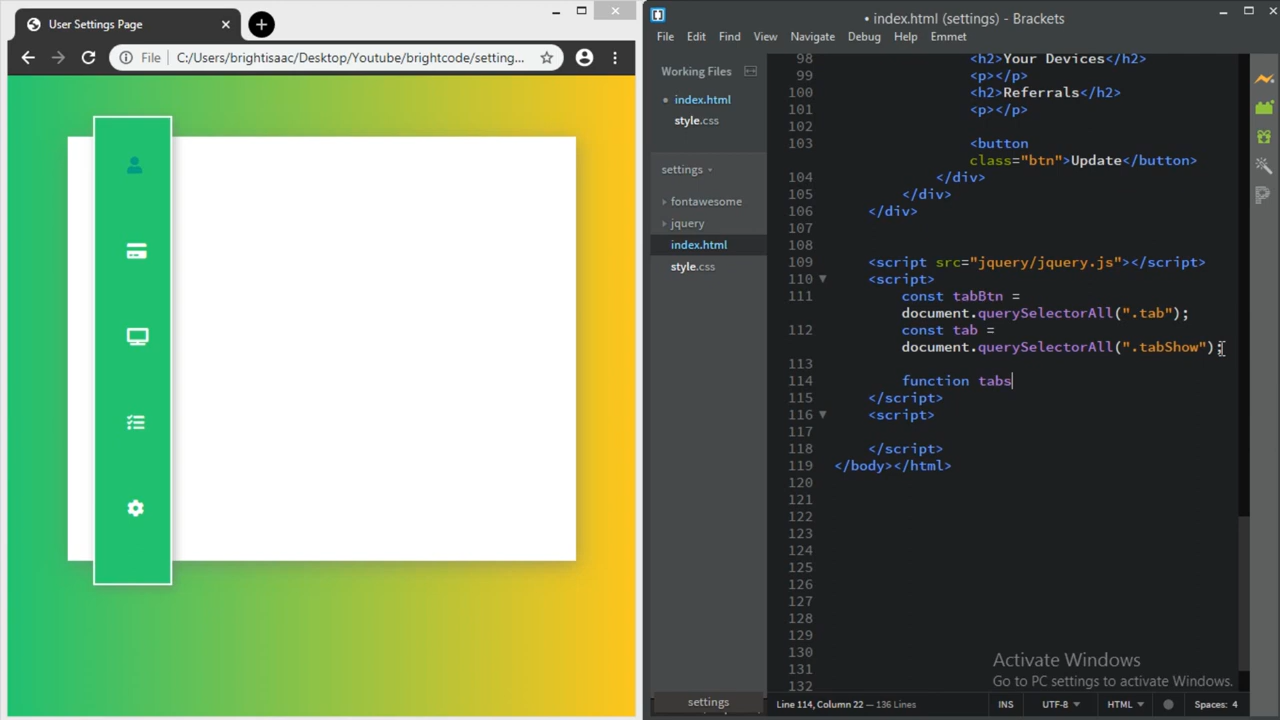 User Settings Page
File C:/Users/brightisaac/Desktop/Youtube/brightcode/setting...
• index.html (settings) - Brackets
File Edit Find View Navigate Debug Help Emmet
Working Files
index.html
style.css
settings
fontawesome
jquery
index.html
style.css
98 <h2>Your Devices</h2>
99 <p></p>
100 <h2>Referrals</h2>
101 <p></p>
102
103 <button
class="btn">Update</button>
104 </div>
105 </div>
106 </div>
107
108
109 <script src="jquery/jquery.js"></script>
110 <script>
111 const tabBtn =
document.querySelectorAll(".tab");
112 const tab =
document.querySelectorAll(".tabShow");
113
114 function tabs
115 </script>
116 <script>
117
118 </script>
119 </body></html>
120
121
122
123
124
125
126
127
128
129
130
131
132
Activate Windows
Go to PC settings to activate Windows.
settings
Line 114, Column 22 — 136 Lines
INS UTF-8 HTML Spaces: 4